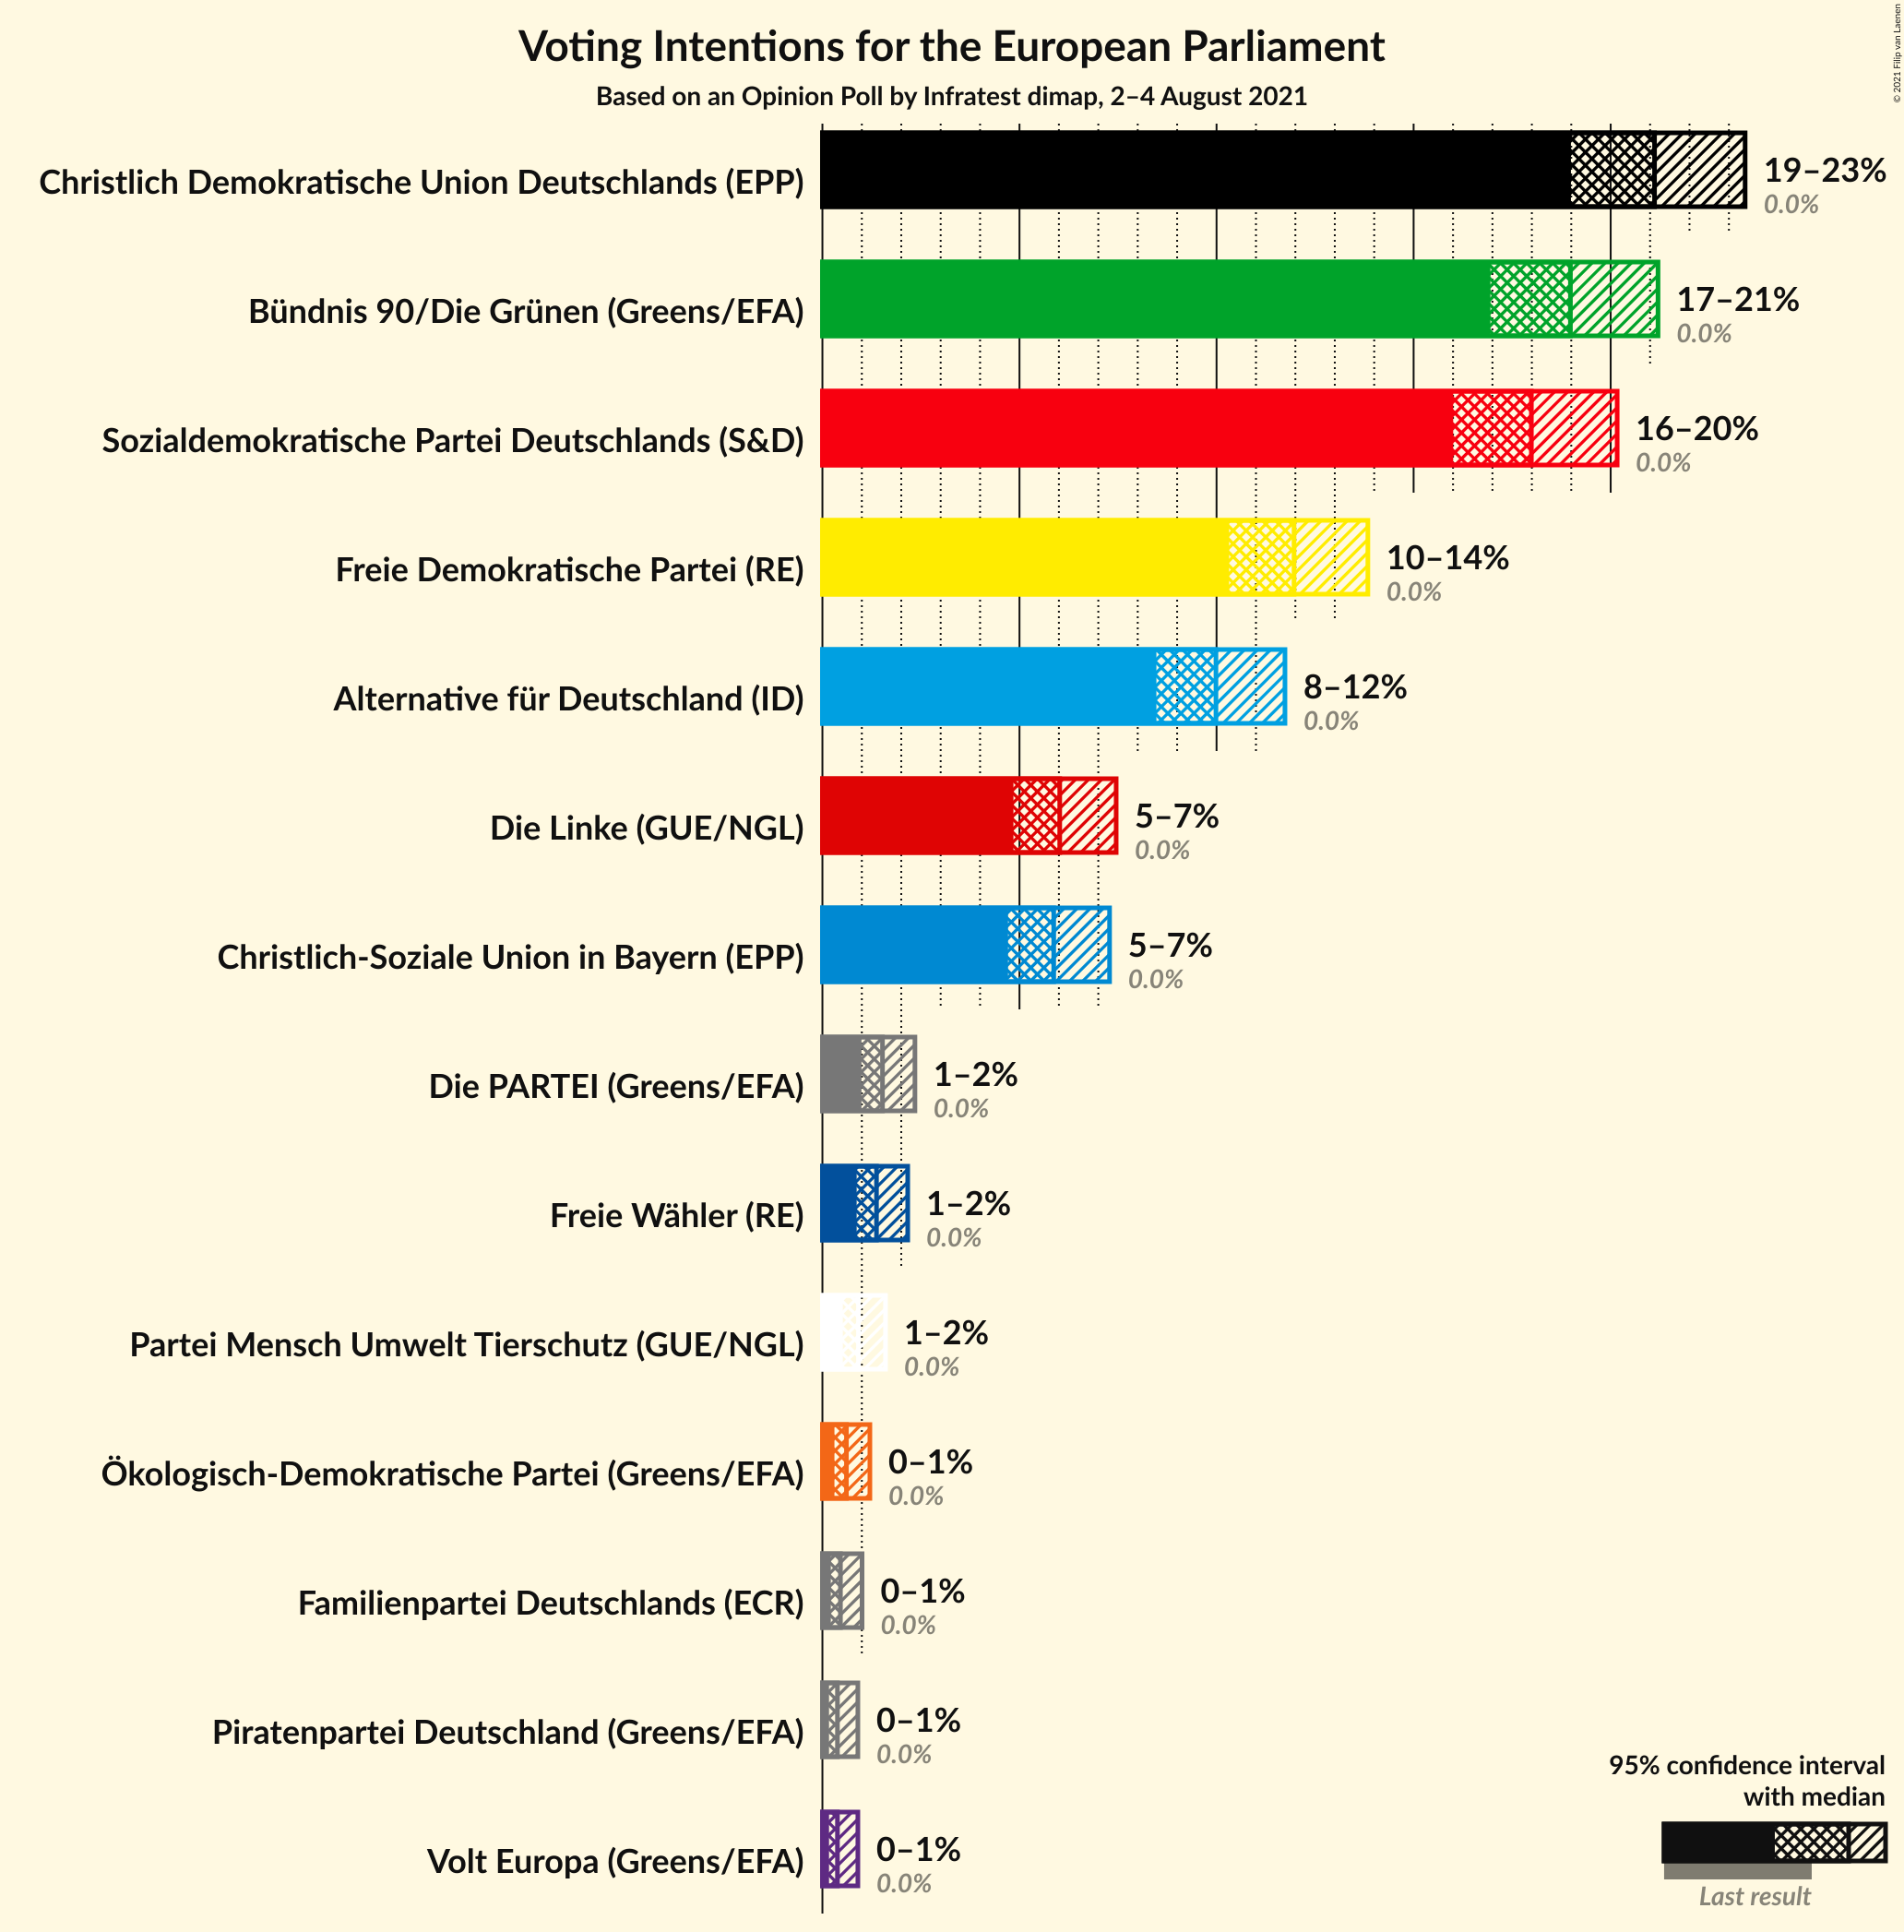 Voting Intentions for the European Parliament
Based on an Opinion Poll by Infratest dimap, 2–4 August 2021
© 2021 Filip van Laenen
Christlich Demokratische Union Deutschlands (EPP)
19–23%
0.0%
Bündnis 90/Die Grünen (Greens/EFA)
17–21%
0.0%
Sozialdemokratische Partei Deutschlands (S&D)
16–20%
0.0%
Freie Demokratische Partei (RE)
10–14%
0.0%
Alternative für Deutschland (ID)
8–12%
0.0%
Die Linke (GUE/NGL)
5–7%
0.0%
Christlich-Soziale Union in Bayern (EPP)
5–7%
0.0%
Die PARTEI (Greens/EFA)
1–2%
0.0%
Freie Wähler (RE)
1–2%
0.0%
Partei Mensch Umwelt Tierschutz (GUE/NGL)
1–2%
0.0%
Ökologisch-Demokratische Partei (Greens/EFA)
0–1%
0.0%
Familienpartei Deutschlands (ECR)
0–1%
0.0%
Piratenpartei Deutschland (Greens/EFA)
0–1%
0.0%
Volt Europa (Greens/EFA)
0–1%
0.0%
95% confidence interval
with median
Last result